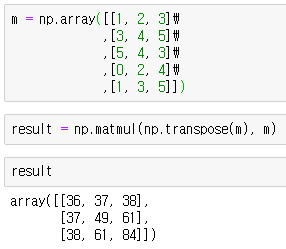 m = np.array([[1, 2, 3]₩
,[3, 4, 5]₩
,[5, 4, 3]₩
,[0, 2, 4]₩
,[1, 3, 5]])
result = np.matmul(np.transpose(m), m)
result
array([[36, 37, 38],
[37, 49, 61],
[38, 61, 84]])